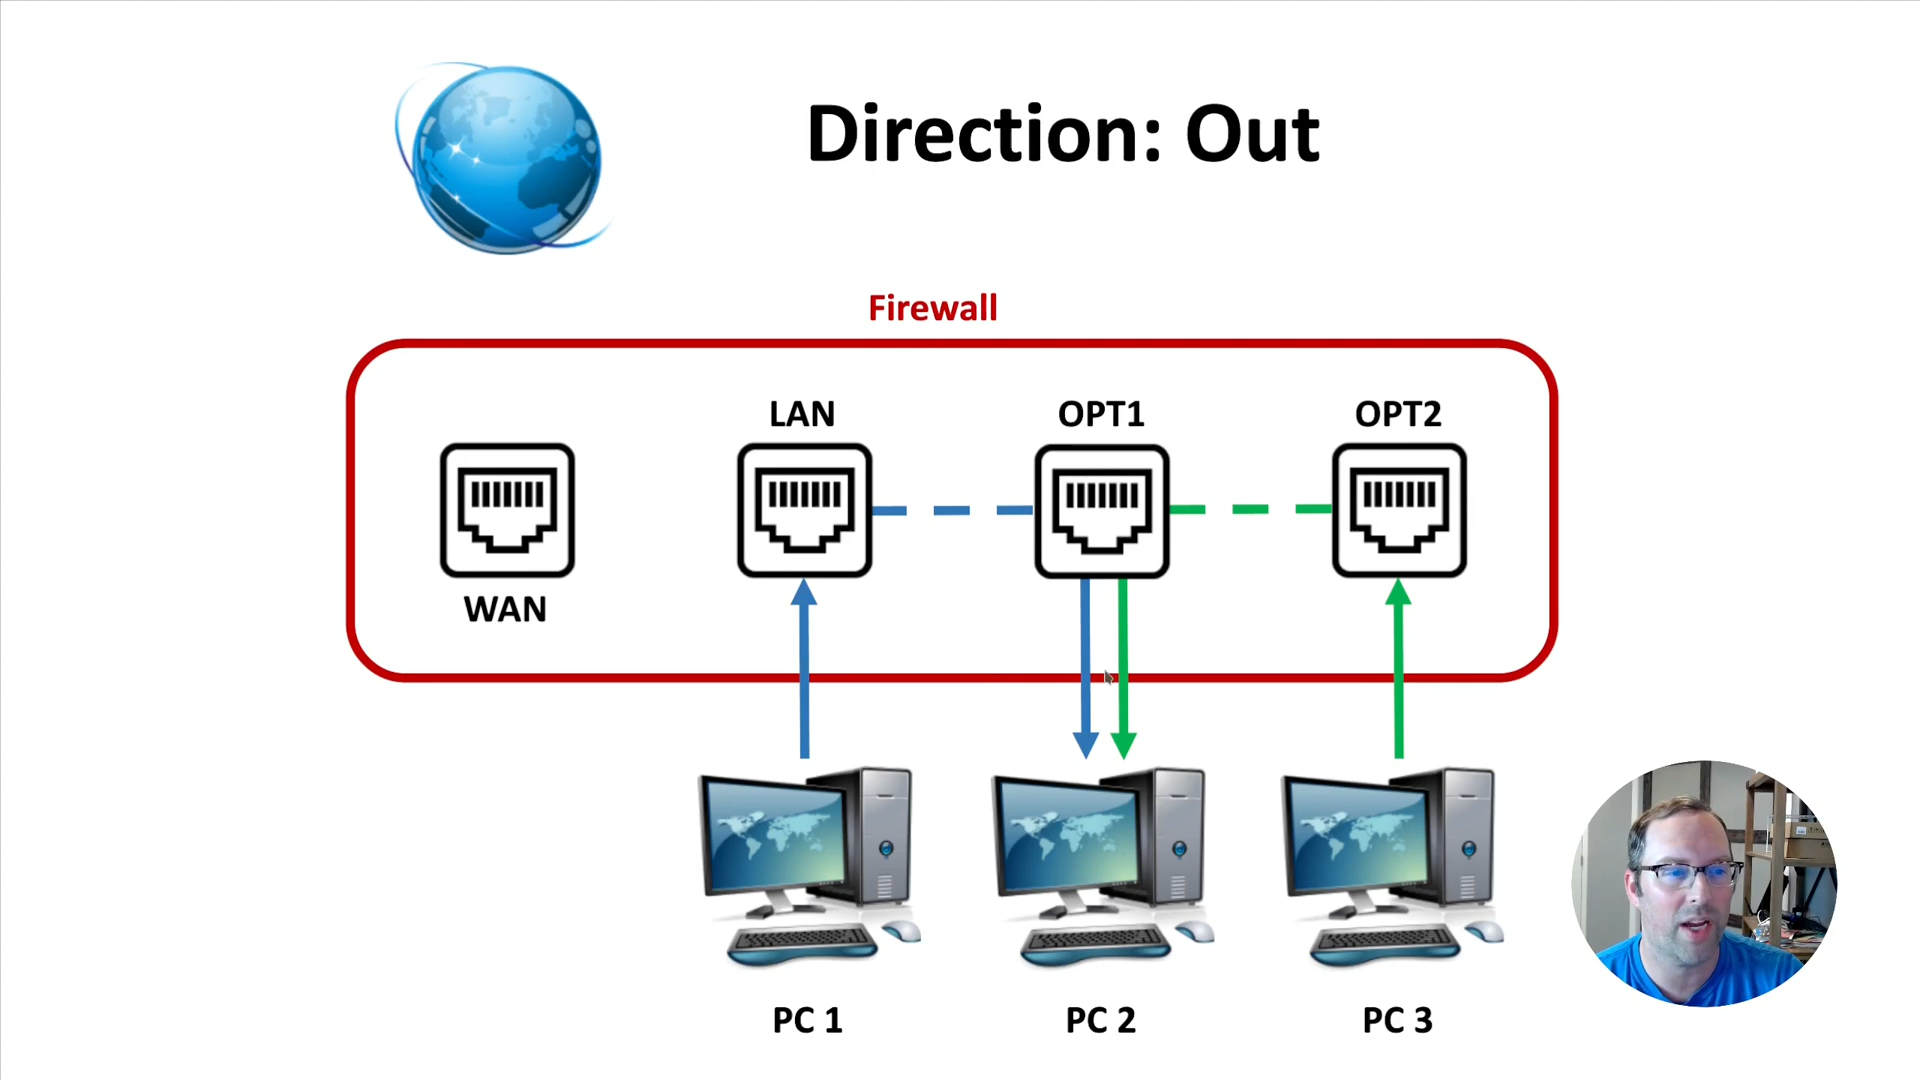 Direction: Out
Firewall
LAN
OPT1
OPT2
WAN
PC 1
PC 2
PC 3